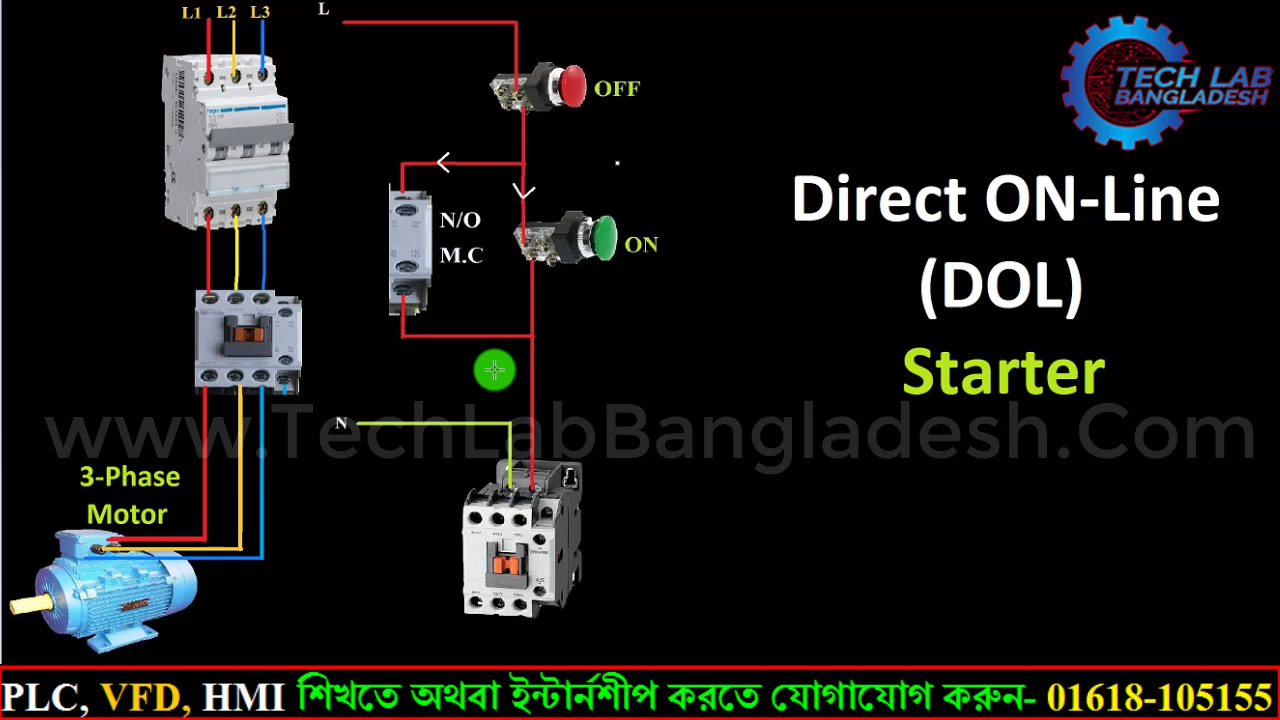 L1 L2 L3
L
OFF
TECH LAB
BANGLADESH
Direct ON-Line
(DOL)
Starter
N/O
M.C
ON
N
www.TechLabBangladesh.Com
3-Phase
Motor
PLC, VFD, HMI শিখতে অথবা ইন্টার্নশীপ করতে যোগাযোগ করুন- 01618-105155